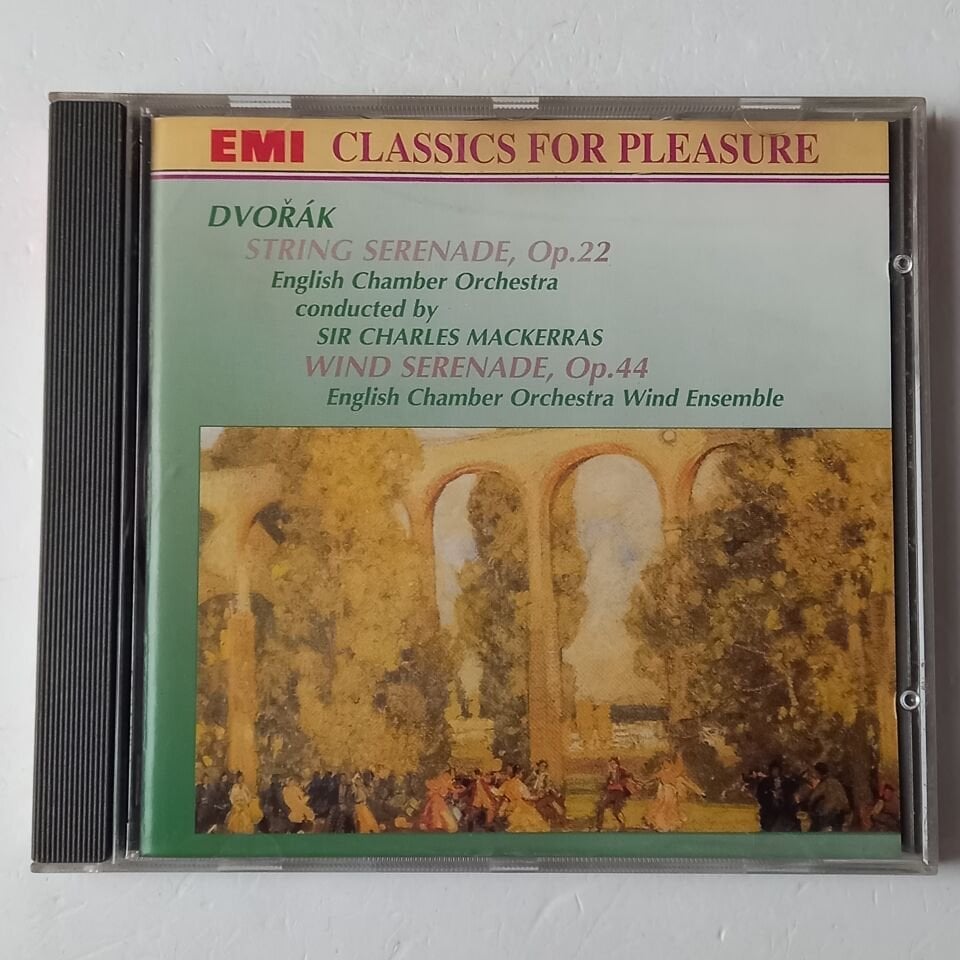 EMI CLASSICS FOR PLEASURE
DVOŘÁK
STRING SERENADE, Op.22
English Chamber Orchestra
conducted by
SIR CHARLES MACKERRAS
WIND SERENADE, Op.44
English Chamber Orchestra Wind Ensemble